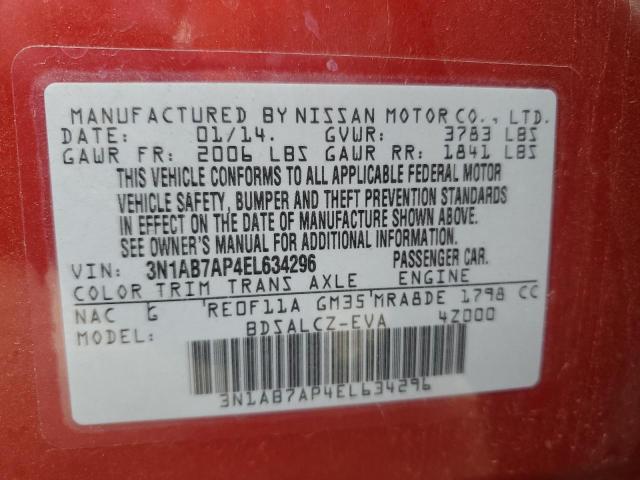 MANUFACTURED BY NISSAN MOTOR CO., LTD.
DATE: 01/14. GVWR: 3783 LBS
GAWR FR: 2006 LBS GAWR RR: 1841 LBS
THIS VEHICLE CONFORMS TO ALL APPLICABLE FEDERAL MOTOR
VEHICLE SAFETY, BUMPER AND THEFT PREVENTION STANDARDS
IN EFFECT ON THE DATE OF MANUFACTURE SHOWN ABOVE.
SEE OWNER'S MANUAL FOR ADDITIONAL INFORMATION.
VIN: 3N1AB7AP4EL634296 PASSENGER CAR.
COLOR TRIM TRANS AXLE ENGINE
NAC G RE0F11A GM35 MRA8DE 1798 CC
MODEL: BDSALCZ-EVA 4Z000
3N1AB7AP4EL634296